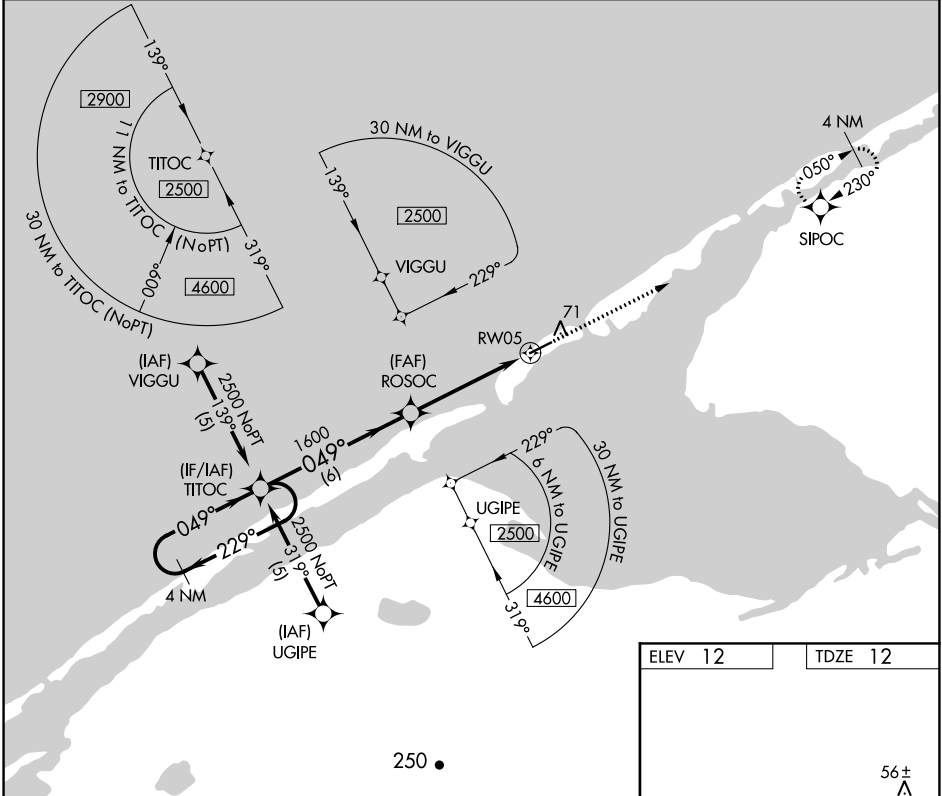 139°
2900
TITOC
2500
11 NM to TITOC (NoPT)
30 NM to TITOC (NoPT)
009°
319°
4600
30 NM to VIGGU
139°
2500
VIGGU
229°
4 NM
050°
230°
SIPOC
71
RW05
(FAF)
ROSOC
(IAF)
VIGGU
2500 NoPT
139°
(5)
1600
049°
(6)
(IF/IAF)
TITOC
049°
229°
4 NM
2500 NoPT
319°
(5)
(IAF)
UGIPE
229°
6 NM to UGIPE
30 NM to UGIPE
UGIPE
2500
4600
319°
250
ELEV 12
TDZE 12
56±